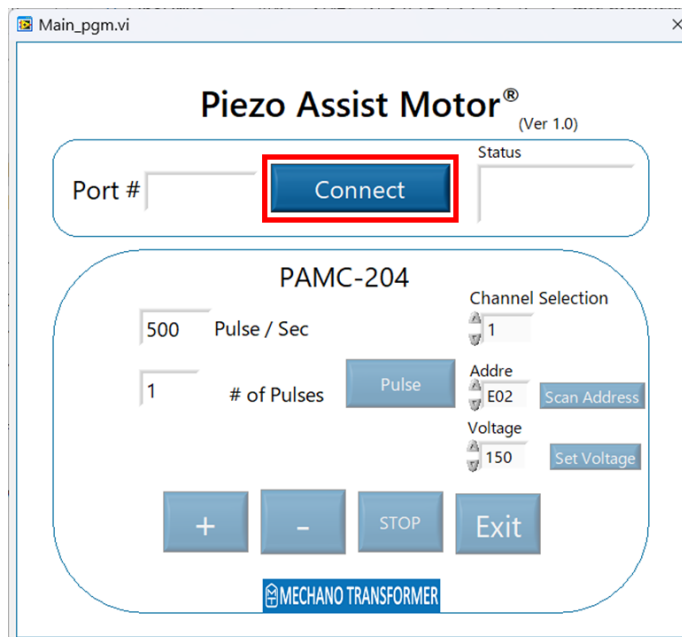 Main_pgm.vi
Piezo Assist Motor®
(Ver 1.0)
Port #
Connect
Status
PAMC-204
Channel Selection
500 Pulse / Sec
1
1 # of Pulses
Pulse
Addre
E02
Scan Address
Voltage
150
Set Voltage
+
-
STOP
Exit
MECHANO TRANSFORMER